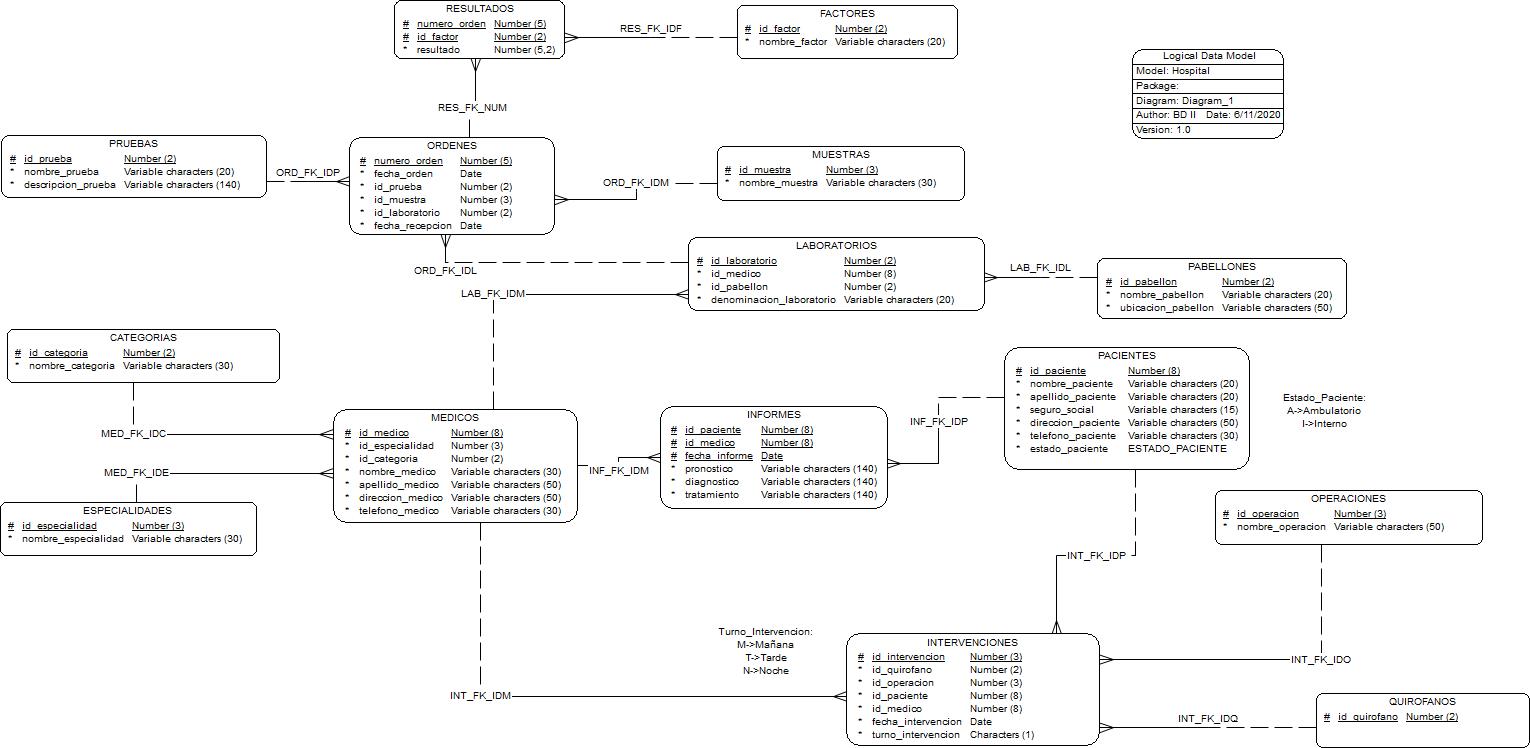 RESULTADOS
# numero_orden Number (5)
# id_factor Number (2)
* resultado Number (5,2)
RES_FK_IDF
FACTORES
# id_factor Number (2)
* nombre_factor Variable characters (20)
Logical Data Model
Model: Hospital
Package:
Diagram: Diagram_1
Author: BD II Date: 6/11/2020
Version: 1.0
RES_FK_NUM
PRUEBAS
# id_prueba Number (2)
* nombre_prueba Variable characters (20)
* descripcion_prueba Variable characters (140)
ORD_FK_IDP
ORDENES
# numero_orden Number (5)
* fecha_orden Date
* id_prueba Number (2)
* id_muestra Number (3)
* id_laboratorio Number (2)
* fecha_recepcion Date
ORD_FK_IDM
MUESTRAS
# id_muestra Number (3)
* nombre_muestra Variable characters (30)
ORD_FK_IDL
LABORATORIOS
# id_laboratorio Number (2)
* id_medico Number (8)
* id_pabellon Number (2)
* denominacion_laboratorio Variable characters (20)
LAB_FK_IDL
PABELLONES
# id_pabellon Number (2)
* nombre_pabellon Variable characters (20)
* ubicacion_pabellon Variable characters (50)
LAB_FK_IDM
CATEGORIAS
# id_categoria Number (2)
* nombre_categoria Variable characters (30)
MED_FK_IDC
MED_FK_IDE
ESPECIALIDADES
# id_especialidad Number (3)
* nombre_especialidad Variable characters (30)
MEDICOS
# id_medico Number (8)
* id_especialidad Number (3)
* id_categoria Number (2)
* nombre_medico Variable characters (30)
* apellido_medico Variable characters (50)
* direccion_medico Variable characters (50)
* telefono_medico Variable characters (30)
INF_FK_IDM
INFORMES
# id_paciente Number (8)
# id_medico Number (8)
# fecha_informe Date
* pronostico Variable characters (140)
* diagnostico Variable characters (140)
* tratamiento Variable characters (140)
INF_FK_IDP
PACIENTES
# id_paciente Number (8)
* nombre_paciente Variable characters (20)
* apellido_paciente Variable characters (20)
* seguro_social Variable characters (15)
* direccion_paciente Variable characters (50)
* telefono_paciente Variable characters (30)
* estado_paciente ESTADO_PACIENTE
Estado_Paciente:
A->Ambulatorio
I->Interno
OPERACIONES
# id_operacion Number (3)
* nombre_operacion Variable characters (50)
INT_FK_IDP
Turno_Intervencion:
M->Mañana
T->Tarde
N->Noche
INT_FK_IDM
INTERVENCIONES
# id_intervencion Number (3)
* id_quirofano Number (2)
* id_operacion Number (3)
* id_paciente Number (8)
* id_medico Number (8)
* fecha_intervencion Date
* turno_intervencion Characters (1)
INT_FK_IDO
INT_FK_IDQ
QUIROFANOS
# id_quirofano Number (2)